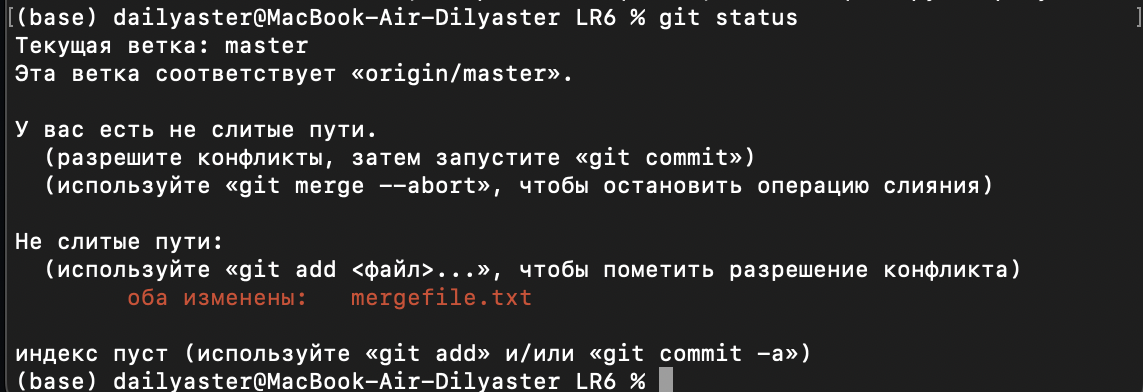 [(base) dailyaster@MacBook-Air-Dilyaster LR6 % git status ]
Текущая ветка: master
Эта ветка соответствует «origin/master».
У вас есть не слитые пути.
(разрешите конфликты, затем запустите «git commit»)
(используйте «git merge --abort», чтобы остановить операцию слияния)
Не слитые пути:
(используйте «git add <файл>...», чтобы пометить разрешение конфликта)
оба изменены: mergefile.txt
индекс пуст (используйте «git add» и/или «git commit -a»)
(base) dailyaster@MacBook-Air-Dilyaster LR6 %